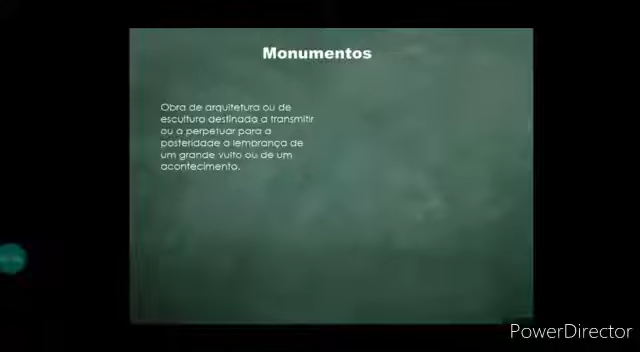 Monumentos
Obra de arquitetura ou de
escultura destinada a transmitir
ou a perpetuar para a
posteridade a lembrança de
um grande vulto ou de um
acontecimento.
PowerDirector